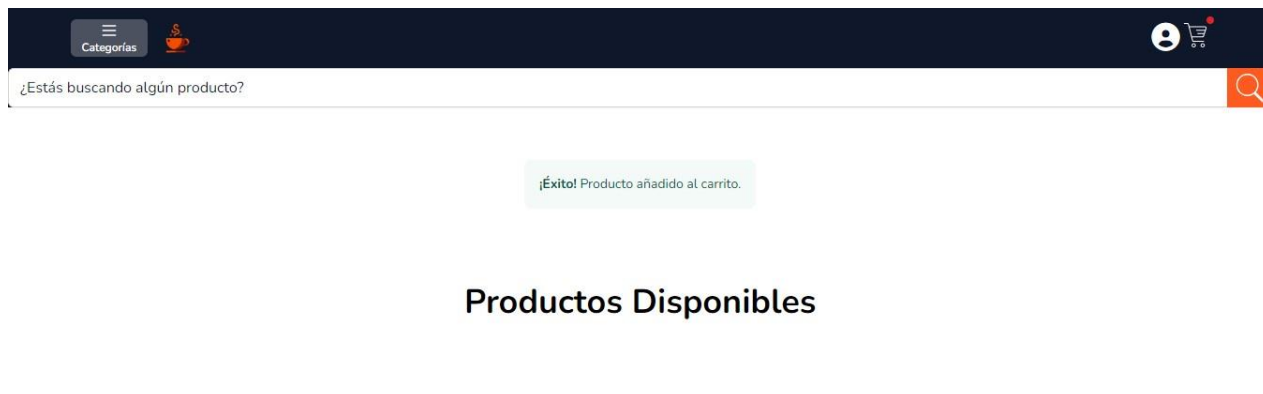 Categorías
¿Estás buscando algún producto?
¡Éxito! Producto añadido al carrito.
Productos Disponibles